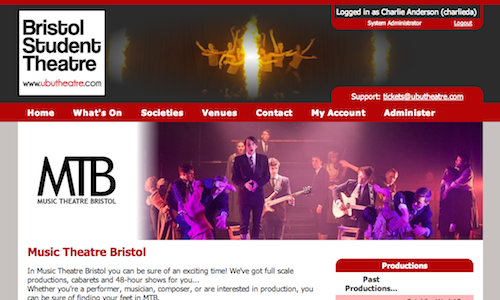 Bristol
Student
Theatre
www.ubutheatre.com
Logged in as Charlie Anderson (charlieda)
System Administrator Logout
Support: tickets@ubutheatre.com
Home What's On Societies Venues Contact My Account Administer
MTB
MUSIC THEATRE BRISTOL
Music Theatre Bristol
In Music Theatre Bristol you can be sure of an exciting time! We've got full scale
productions, cabarets and 48-hour shows for you...
Whether you're a performer, musician, composer, or are interested in production, you
can be sure of finding your feet in MTB.
Productions
Past
Productions...